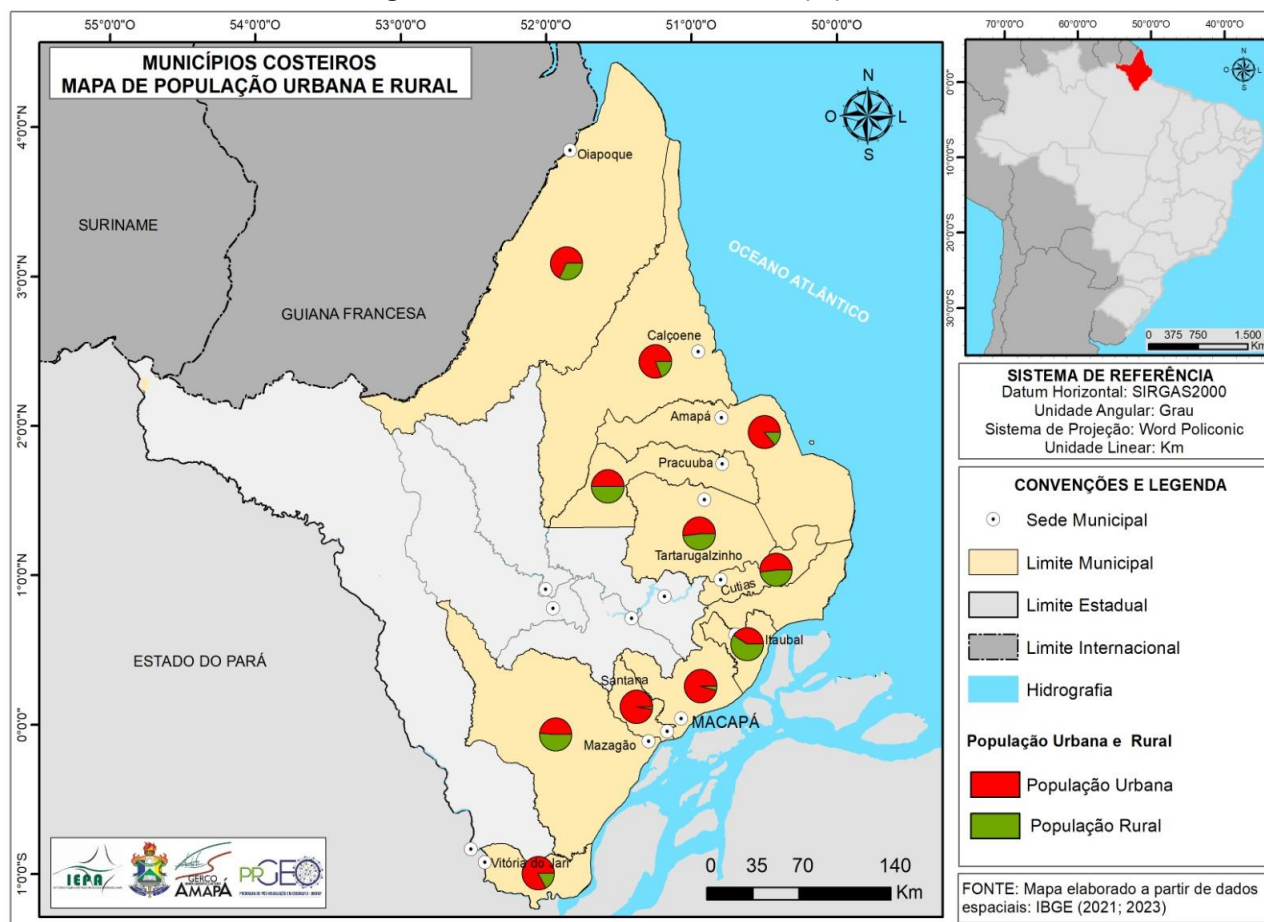 MUNICÍPIOS COSTEIROS
MAPA DE POPULAÇÃO URBANA E RURAL
55°0'0"O
54°0'0"O
53°0'0"O
52°0'0"O
51°0'0"O
50°0'0"O
4°0'0"N
3°0'0"N
2°0'0"N
1°0'0"N
0°0'0"
1°0'0"S
N
O
L
S
SURINAME
GUIANA FRANCESA
OCEANO ATLÂNTICO
Oiapoque
Calçoene
Amapá
Pracuuba
Tartarugalzinho
Cutias
Itaubal
Santana
MACAPÁ
Mazagão
Vitória do Jari
ESTADO DO PARÁ
IEPA
GERCO
AMAPÁ
PPGEO
0 35 70 140
Km
70°0'0"O
60°0'0"O
50°0'0"O
40°0'0"O
0°0'0"
10°0'0"S
20°0'0"S
30°0'0"S
N
O
L
S
0 375 750 1.500
Km
SISTEMA DE REFERÊNCIA
Datum Horizontal: SIRGAS2000
Unidade Angular: Grau
Sistema de Projeção: Word Policonic
Unidade Linear: Km
CONVENÇÕES E LEGENDA
Sede Municipal
Limite Municipal
Limite Estadual
Limite Internacional
Hidrografia
População Urbana e Rural
População Urbana
População Rural
FONTE: Mapa elaborado a partir de dados
espaciais: IBGE (2021; 2023)